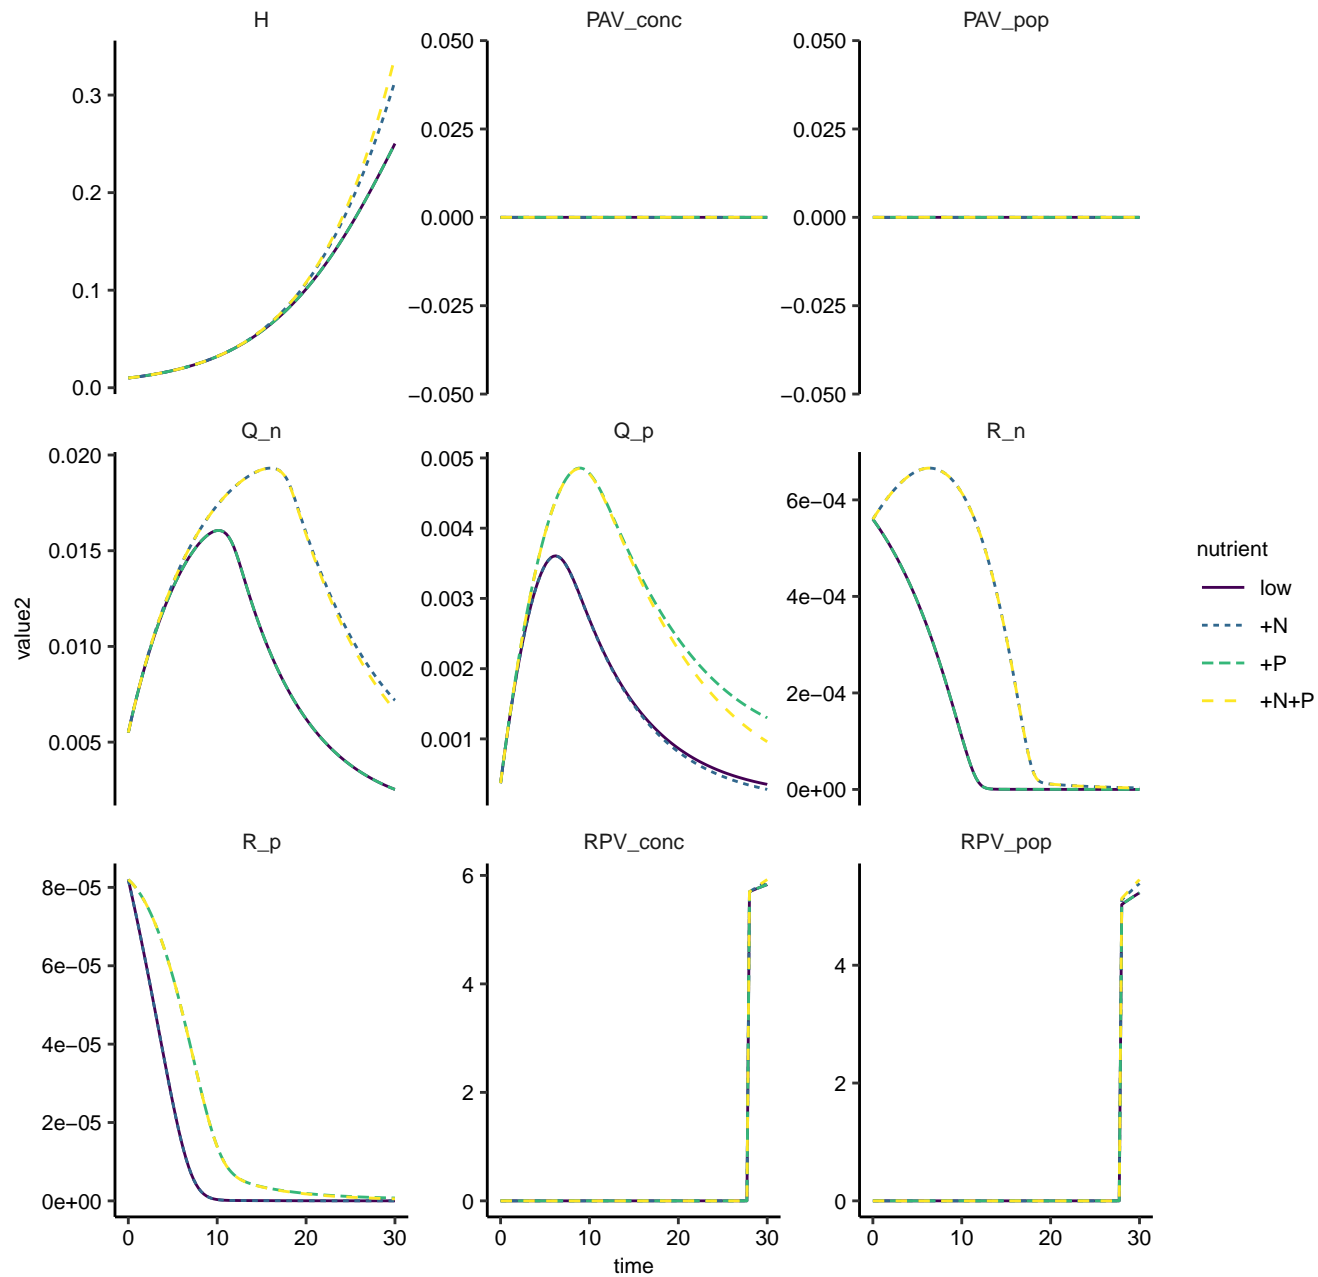 H
PAV_conc
PAV_pop
0.3
0.2
0.1
0.0
0.050
0.025
0.000
−0.025
−0.050
0.050
0.025
0.000
−0.025
−0.050
Q_n
Q_p
R_n
0.020
0.015
0.010
0.005
0.005
0.004
0.003
0.002
0.001
6e−04
4e−04
2e−04
0e+00
R_p
RPV_conc
RPV_pop
8e−05
6e−05
4e−05
2e−05
0e+00
6
4
2
0
4
2
0
0 10 20 30
0 10 20 30
0 10 20 30
time
value2
nutrient
low
+N
+P
+N+P